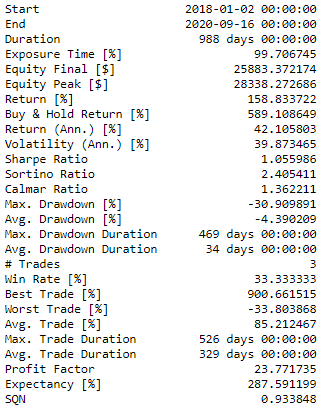 Start 2018-01-02 00:00:00
End 2020-09-16 00:00:00
Duration 988 days 00:00:00
Exposure Time [%] 99.706745
Equity Final [$] 25883.372174
Equity Peak [$] 28338.272686
Return [%] 158.833722
Buy & Hold Return [%] 589.108649
Return (Ann.) [%] 42.105803
Volatility (Ann.) [%] 39.873465
Sharpe Ratio 1.055986
Sortino Ratio 2.405411
Calmar Ratio 1.362211
Max. Drawdown [%] -30.909891
Avg. Drawdown [%] -4.390209
Max. Drawdown Duration 469 days 00:00:00
Avg. Drawdown Duration 34 days 00:00:00
# Trades 3
Win Rate [%] 33.333333
Best Trade [%] 900.661515
Worst Trade [%] -33.803868
Avg. Trade [%] 85.212467
Max. Trade Duration 526 days 00:00:00
Avg. Trade Duration 329 days 00:00:00
Profit Factor 23.771735
Expectancy [%] 287.591199
SQN 0.933848